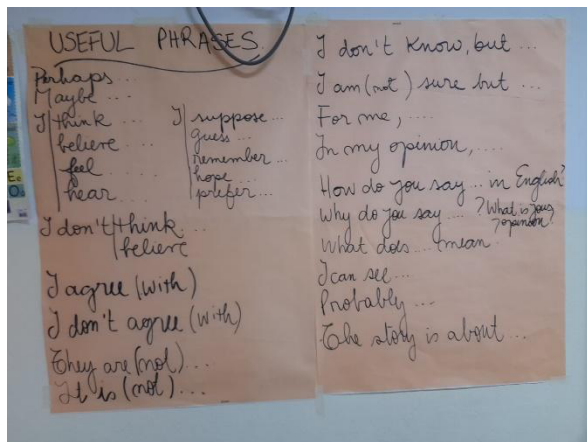 USEFUL PHRASES
Perhaps ...
Maybe ...
I think ....
believe ....
feel ....
hear ....
I suppose ...
guess ...
remember ...
hope ...
prefer ...
I don't think ...
believe
I agree (with)
I don't agree (with)
They are (not) ...
It is (not) ...
I don't know, but ...
I am (not) sure but ...
For me, ....
In my opinion, ....
How do you say ... in English?
Why do you say ... ?
What is your
opinion?
What does ... mean
I can see ...
Probably ...
The story is about ...
Ee